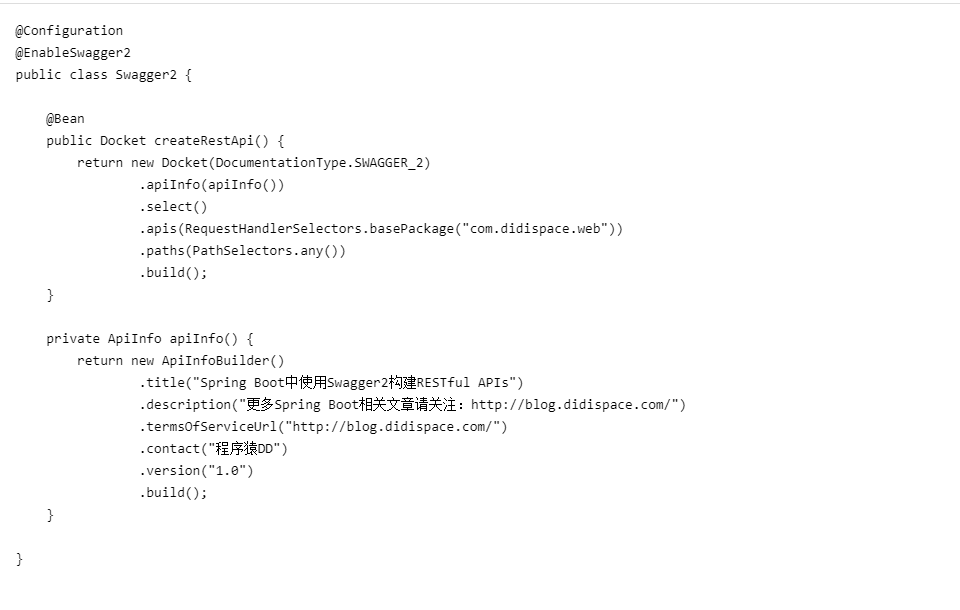 @Configuration
@EnableSwagger2
public class Swagger2 {
@Bean
public Docket createRestApi() {
return new Docket(DocumentationType.SWAGGER_2)
.apiInfo(apiInfo())
.select()
.apis(RequestHandlerSelectors.basePackage("com.didispace.web"))
.paths(PathSelectors.any())
.build();
}
private ApiInfo apiInfo() {
return new ApiInfoBuilder()
.title("Spring Boot中使用Swagger2构建RESTful APIs")
.description("更多Spring Boot相关文章请关注：http://blog.didispace.com/")
.termsOfServiceUrl("http://blog.didispace.com/")
.contact("程序猿DD")
.version("1.0")
.build();
}
}